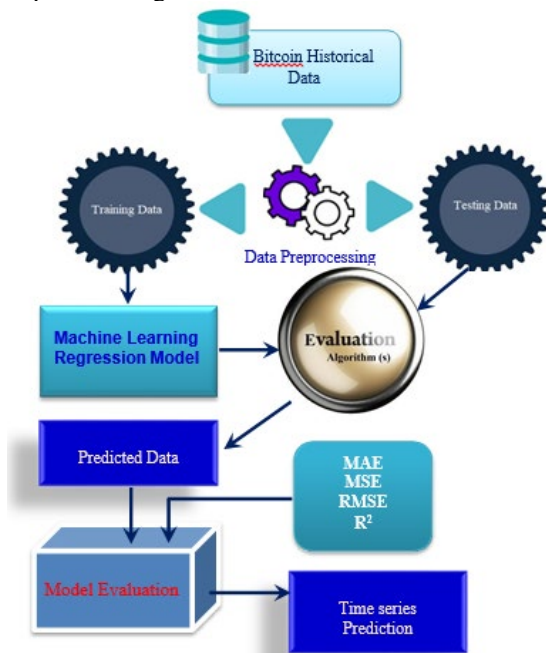 Bitcoin Historical
Data
Training Data
Testing Data
Data Preprocessing
Machine Learning
Regression Model
Evaluation
Algorithm (s)
Predicted Data
MAE
MSE
RMSE
R²
Model Evaluation
Time series
Prediction